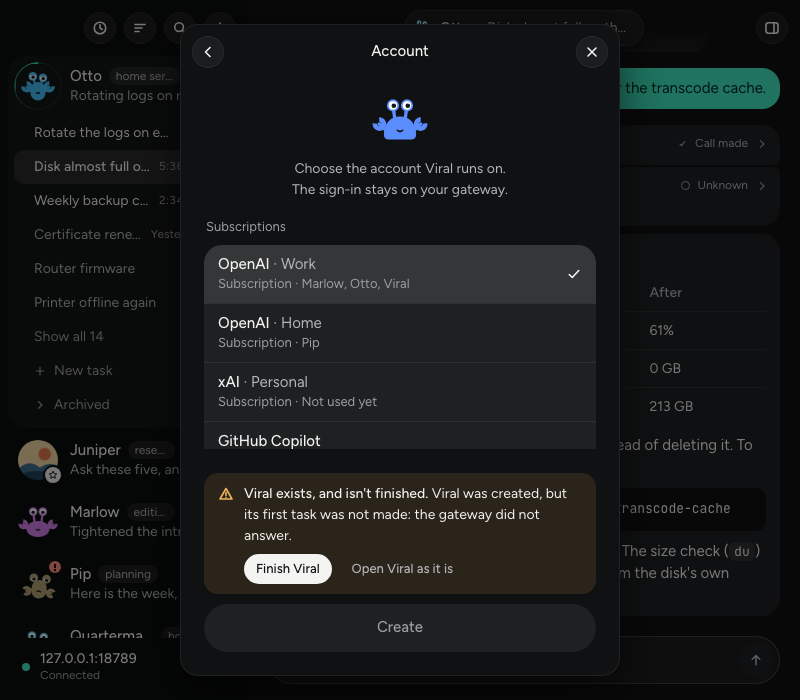 Otto home ser...
Rotating logs on
Rotate the logs on e...
Disk almost full o... 5:36
Weekly backup c... 2:34
Certificate rene... Yeste
Router firmware
Printer offline again
Show all 14
+ New task
Archived
Juniper rese...
Ask these five, an
Marlow editi...
Tightened the intr
Pip planning
Here is the week,
Quarterma
127.0.0.1:18789
Connected
Account
Choose the account Viral runs on.
The sign-in stays on your gateway.
Subscriptions
OpenAI · Work
Subscription · Marlow, Otto, Viral
OpenAI · Home
Subscription · Pip
xAI · Personal
Subscription · Not used yet
GitHub Copilot
Viral exists, and isn't finished. Viral was created, but
its first task was not made: the gateway did not
answer.
Finish Viral Open Viral as it is
Create
the transcode cache.
Call made
Unknown
After
61%
0 GB
213 GB
ead of deleting it. To
transcode-cache
The size check ( du )
m the disk's own